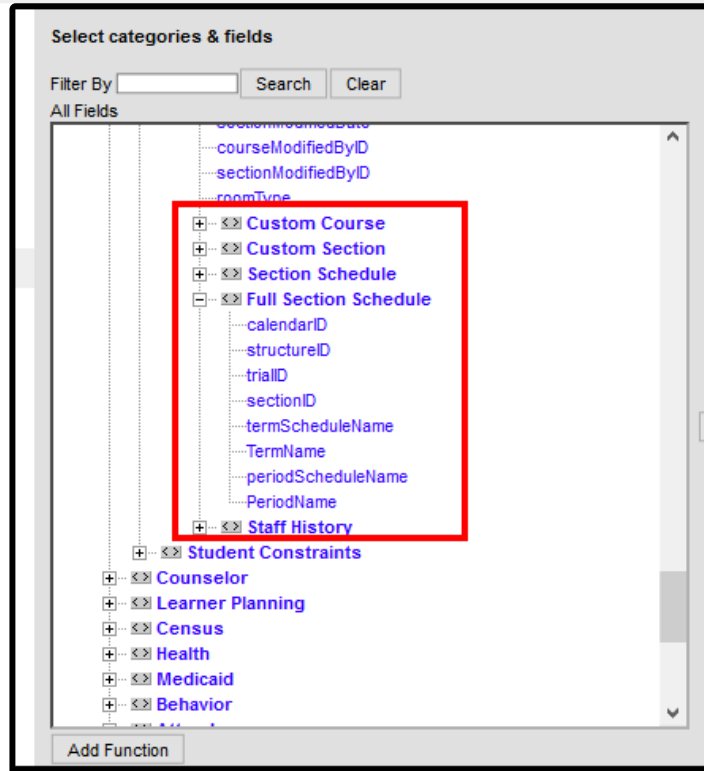 Select categories & fields
Filter By Search Clear
All Fields
courseModifiedByID
sectionModifiedByID
roomType
Custom Course
Custom Section
Section Schedule
Full Section Schedule
calendarID
structureID
trialID
sectionID
termScheduleName
TermName
periodScheduleName
PeriodName
Staff History
Student Constraints
Counselor
Learner Planning
Census
Health
Medicaid
Behavior
Add Function